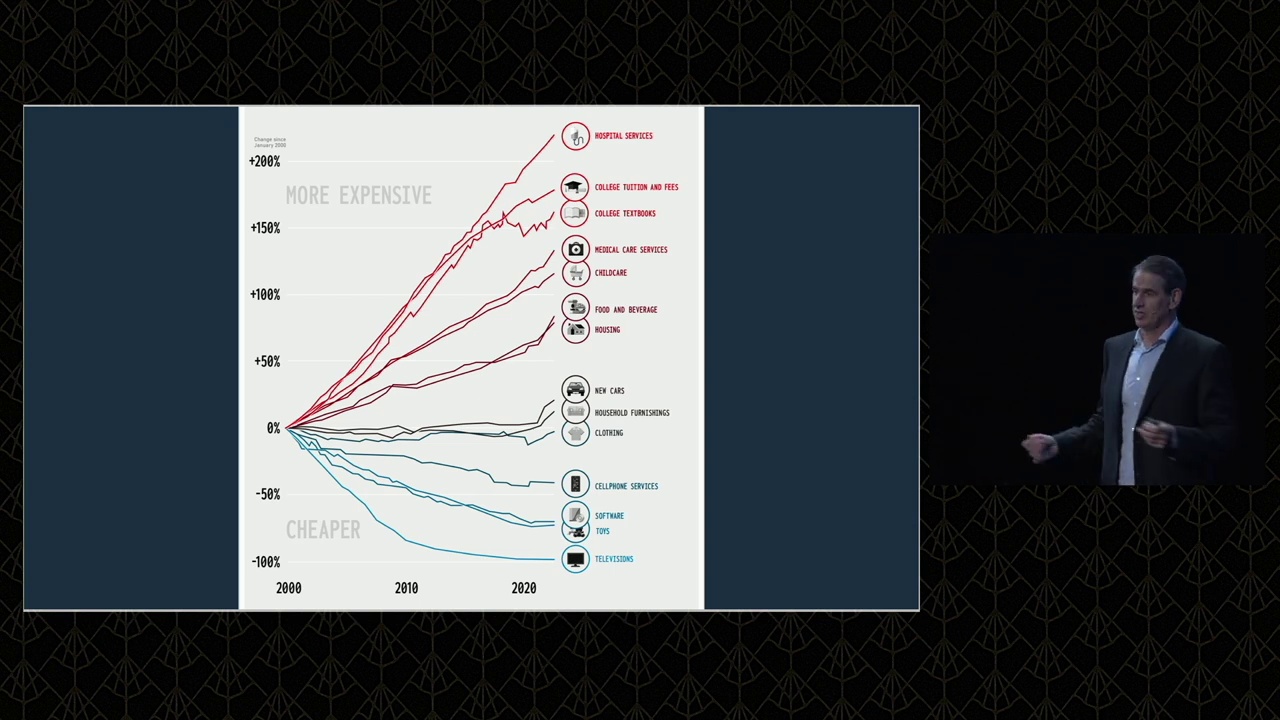 Change since
January 2000
+200%
MORE EXPENSIVE
+150%
+100%
+50%
0%
-50%
CHEAPER
-100%
HOSPITAL SERVICES
COLLEGE TUITION AND FEES
COLLEGE TEXTBOOKS
MEDICAL CARE SERVICES
CHILDCARE
FOOD AND BEVERAGE
HOUSING
NEW CARS
HOUSEHOLD FURNISHINGS
CLOTHING
CELLPHONE SERVICES
SOFTWARE
TOYS
TELEVISIONS
2000 2010 2020